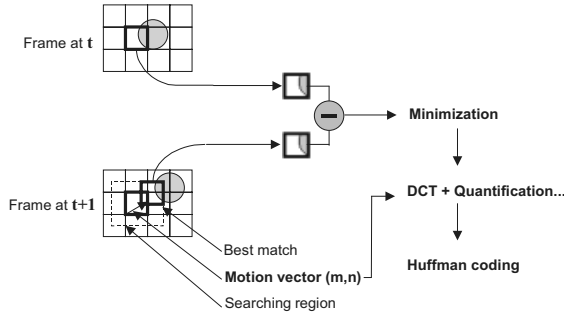 Frame at t
Minimization
Frame at t+1
DCT + Quantification...
Best match
Motion vector (m,n)
Huffman coding
Searching region